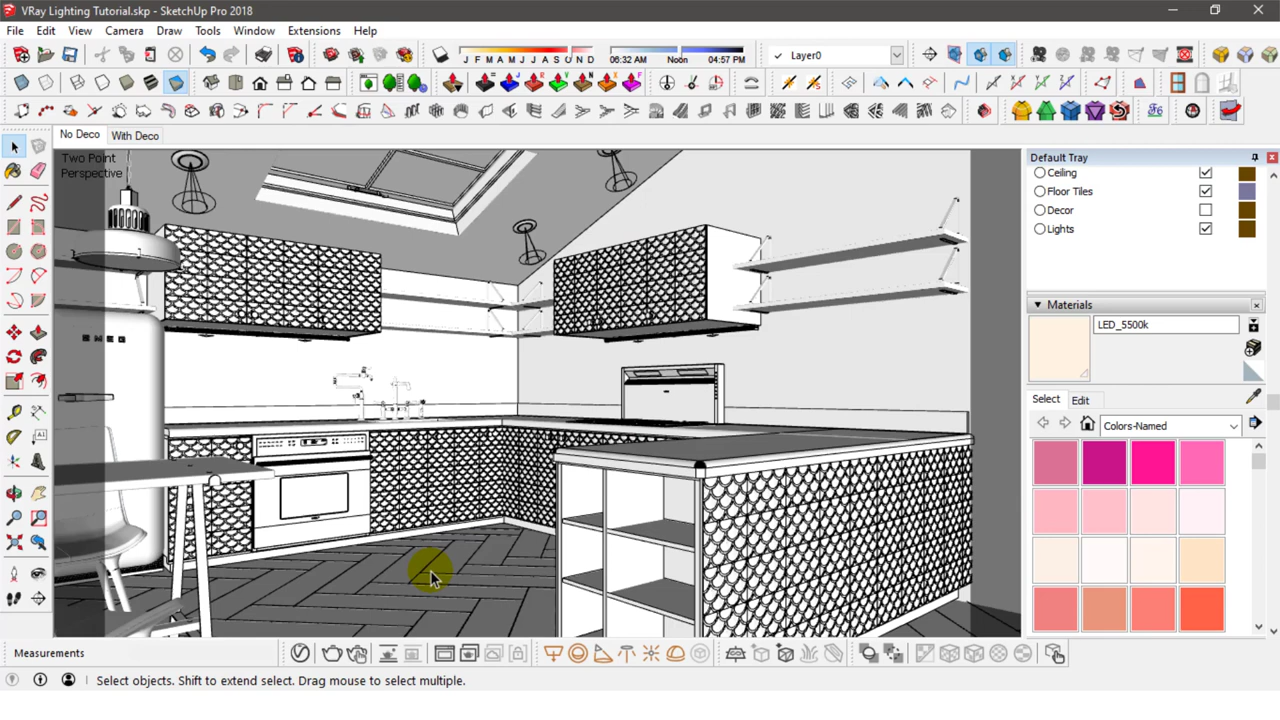 VRay Lighting Tutorial.skp - SketchUp Pro 2018
File Edit View Camera Draw Tools Window Extensions Help
J F M A M J J A S O N D
06:32 AM Noon 04:57 PM
Layer0
No Deco With Deco
Two Point
Perspective
SMEG
Default Tray
Ceiling
Floor Tiles
Decor
Lights
Materials
LED_5500k
Select Edit
Colors-Named
Measurements
Select objects. Shift to extend select. Drag mouse to select multiple.